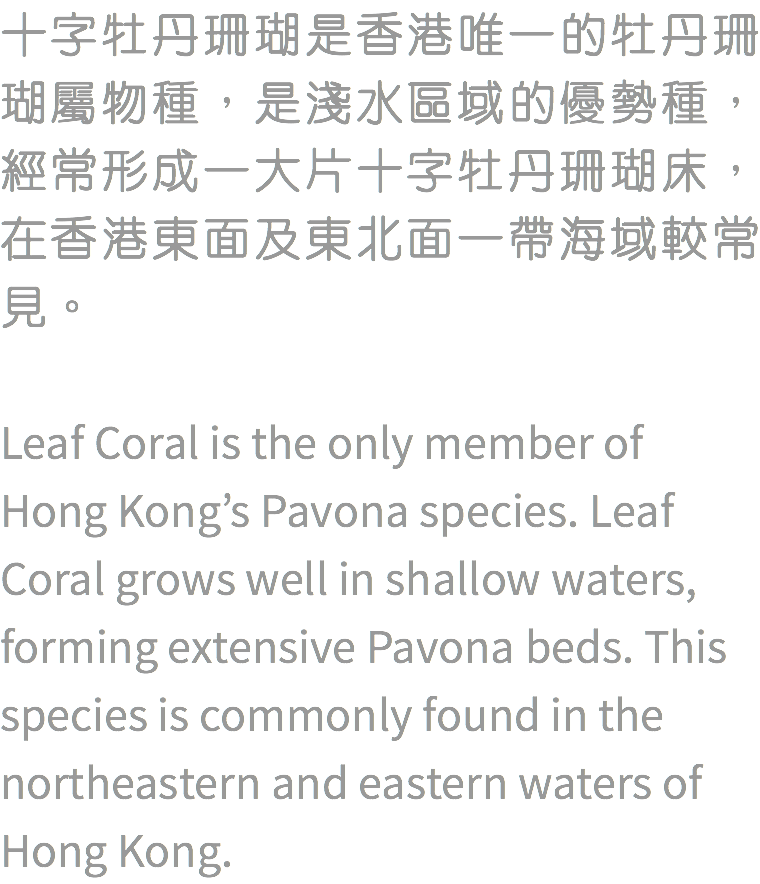 十字牡丹珊瑚是香港唯一的牡丹珊
瑚屬物種，是淺水區域的優勢種，
經常形成一大片十字牡丹珊瑚床，
在香港東面及東北面一帶海域較常
見。
Leaf Coral is the only member of
Hong Kong’s Pavona species. Leaf
Coral grows well in shallow waters,
forming extensive Pavona beds. This
species is commonly found in the
northeastern and eastern waters of
Hong Kong.